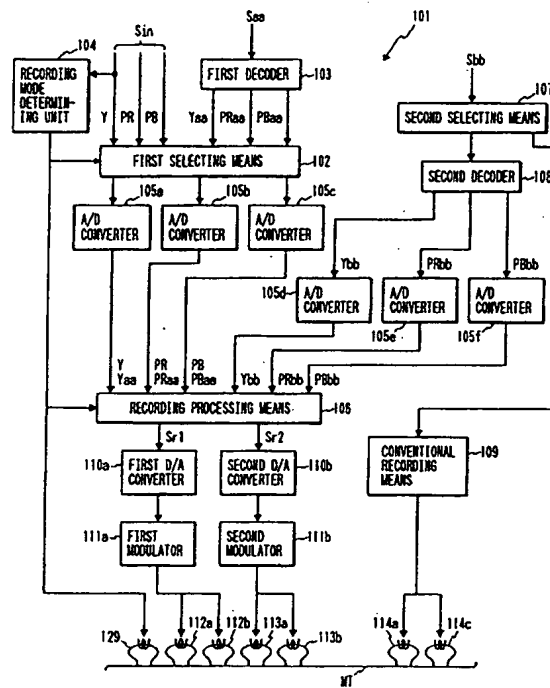 104
Sin
Saa
101
RECORDING
MODE
DETERMIN-
ING UNIT
FIRST DECODER
103
Sbb
107
Y
PR
PB
Yaa
PRaa
PBaa
SECOND SELECTING MEANS
FIRST SELECTING MEANS
102
SECOND DECODER
108
105a
105b
105c
A/D
CONVERTER
A/D
CONVERTER
A/D
CONVERTER
Ybb
PRbb
PBbb
105d
A/D
CONVERTER
105e
A/D
CONVERTER
105f
A/D
CONVERTER
Y
Yaa
PR
PRaa
PB
PBaa
Ybb
PRbb
PBbb
RECORDING PROCESSING MEANS
106
Sr1
Sr2
109
110a
FIRST D/A
CONVERTER
SECOND D/A
CONVERTER
110b
CONVENTIONAL
RECORDING
MEANS
111a
FIRST
MODULATOR
SECOND
MODULATOR
111b
129
112a
112b
113a
113b
114a
114c
MT